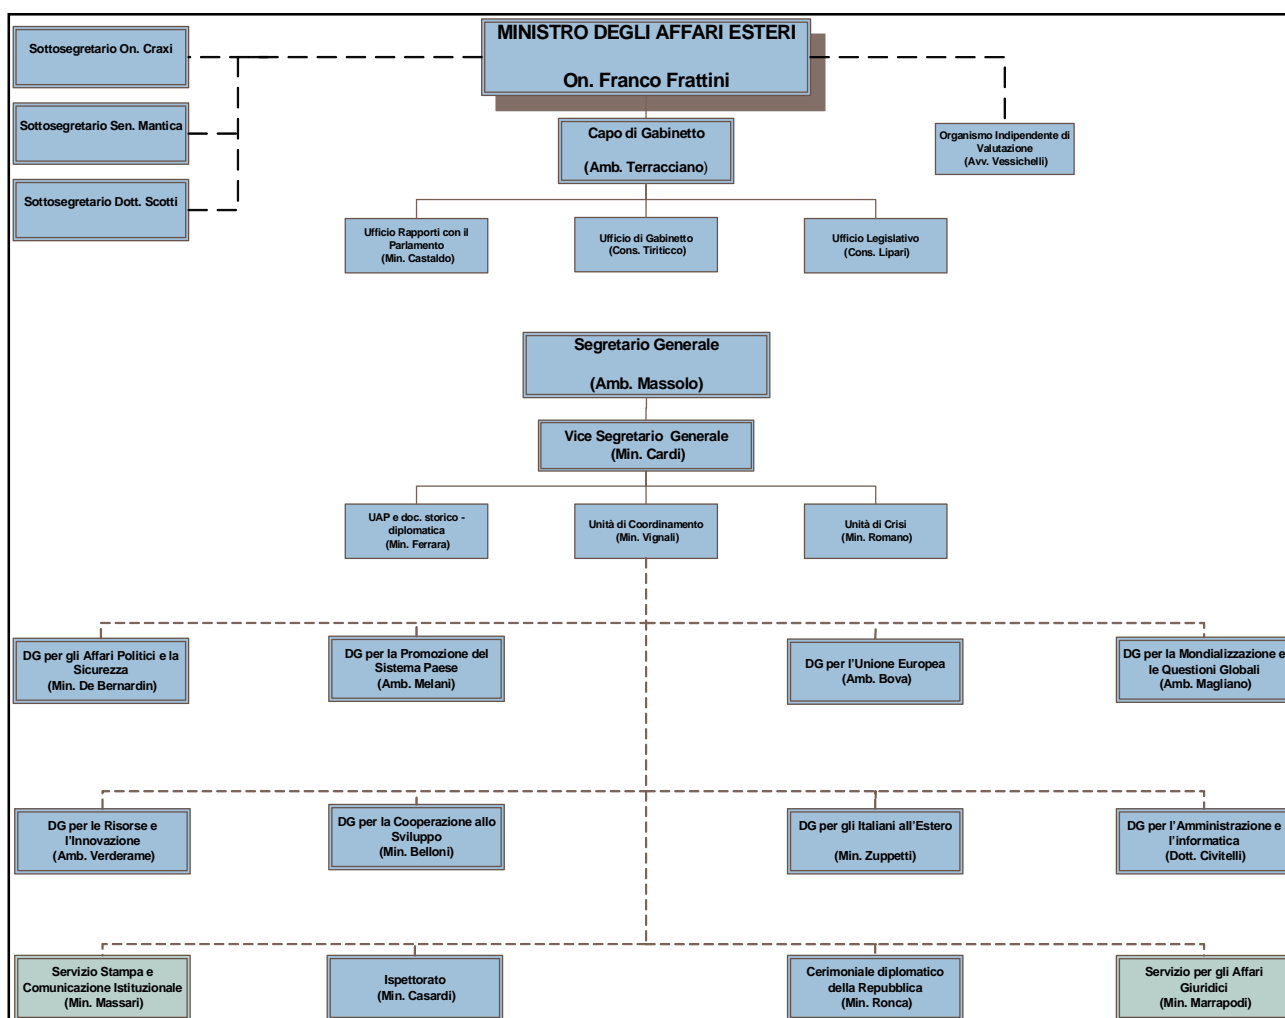 MINISTRO DEGLI AFFARI ESTERI
On. Franco Frattini
Sottosegretario On. Craxi
Sottosegretario Sen. Mantica
Sottosegretario Dott. Scotti
Organismo Indipendente di
Valutazione
(Avv. Vessichelli)
Capo di Gabinetto
(Amb. Terracciano)
Ufficio Rapporti con il
Parlamento
(Min. Castaldo)
Ufficio di Gabinetto
(Cons. Tiriticco)
Ufficio Legislativo
(Cons. Lipari)
Segretario Generale
(Amb. Massolo)
Vice Segretario Generale
(Min. Cardi)
UAP e doc. storico -
diplomatica
(Min. Ferrara)
Unità di Coordinamento
(Min. Vignali)
Unità di Crisi
(Min. Romano)
DG per gli Affari Politici e la
Sicurezza
(Min. De Bernardin)
DG per la Promozione del
Sistema Paese
(Amb. Melani)
DG per l'Unione Europea
(Amb. Bova)
DG per la Mondializzazione e
le Questioni Globali
(Amb. Magliano)
DG per le Risorse e
l'Innovazione
(Amb. Verderame)
DG per la Cooperazione allo
Sviluppo
(Min. Belloni)
DG per gli Italiani all'Estero
(Min. Zuppetti)
DG per l'Amministrazione e
l'informatica
(Dott. Civitelli)
Servizio Stampa e
Comunicazione Istituzionale
(Min. Massari)
Ispettorato
(Min. Casardi)
Cerimoniale diplomatico
della Repubblica
(Min. Ronca)
Servizio per gli Affari
Giuridici
(Min. Marrapodi)